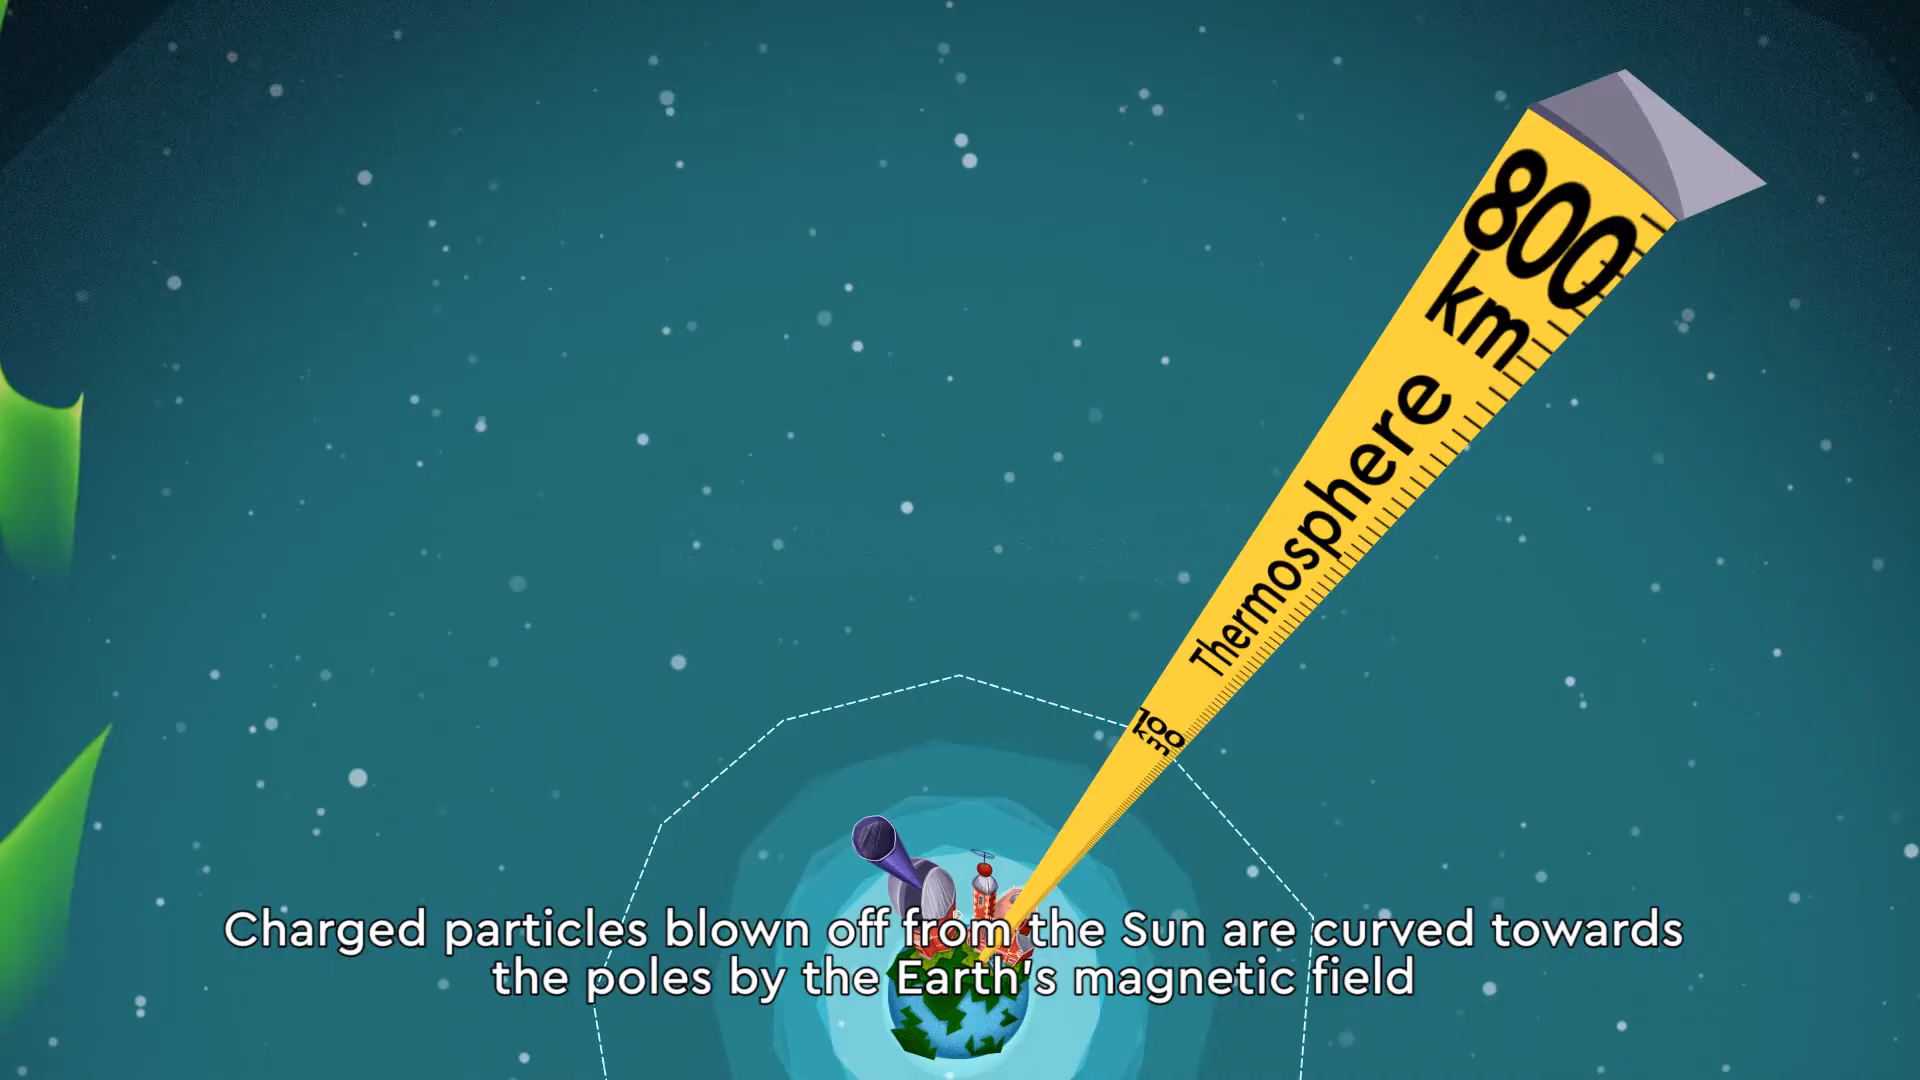 800
km
Thermosphere
100
km
Charged particles blown off from the Sun are curved towards
the poles by the Earth's magnetic field